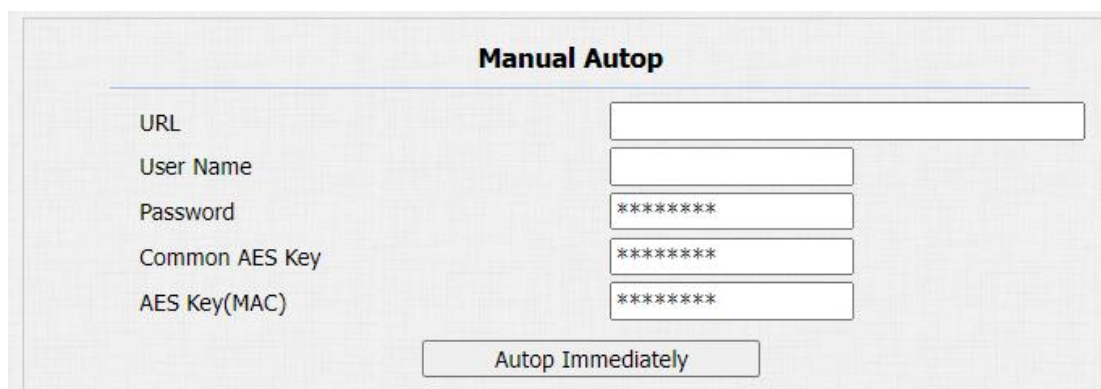 Manual Autop
URL
User Name
Password ********
Common AES Key ********
AES Key(MAC) ********
Autop Immediately